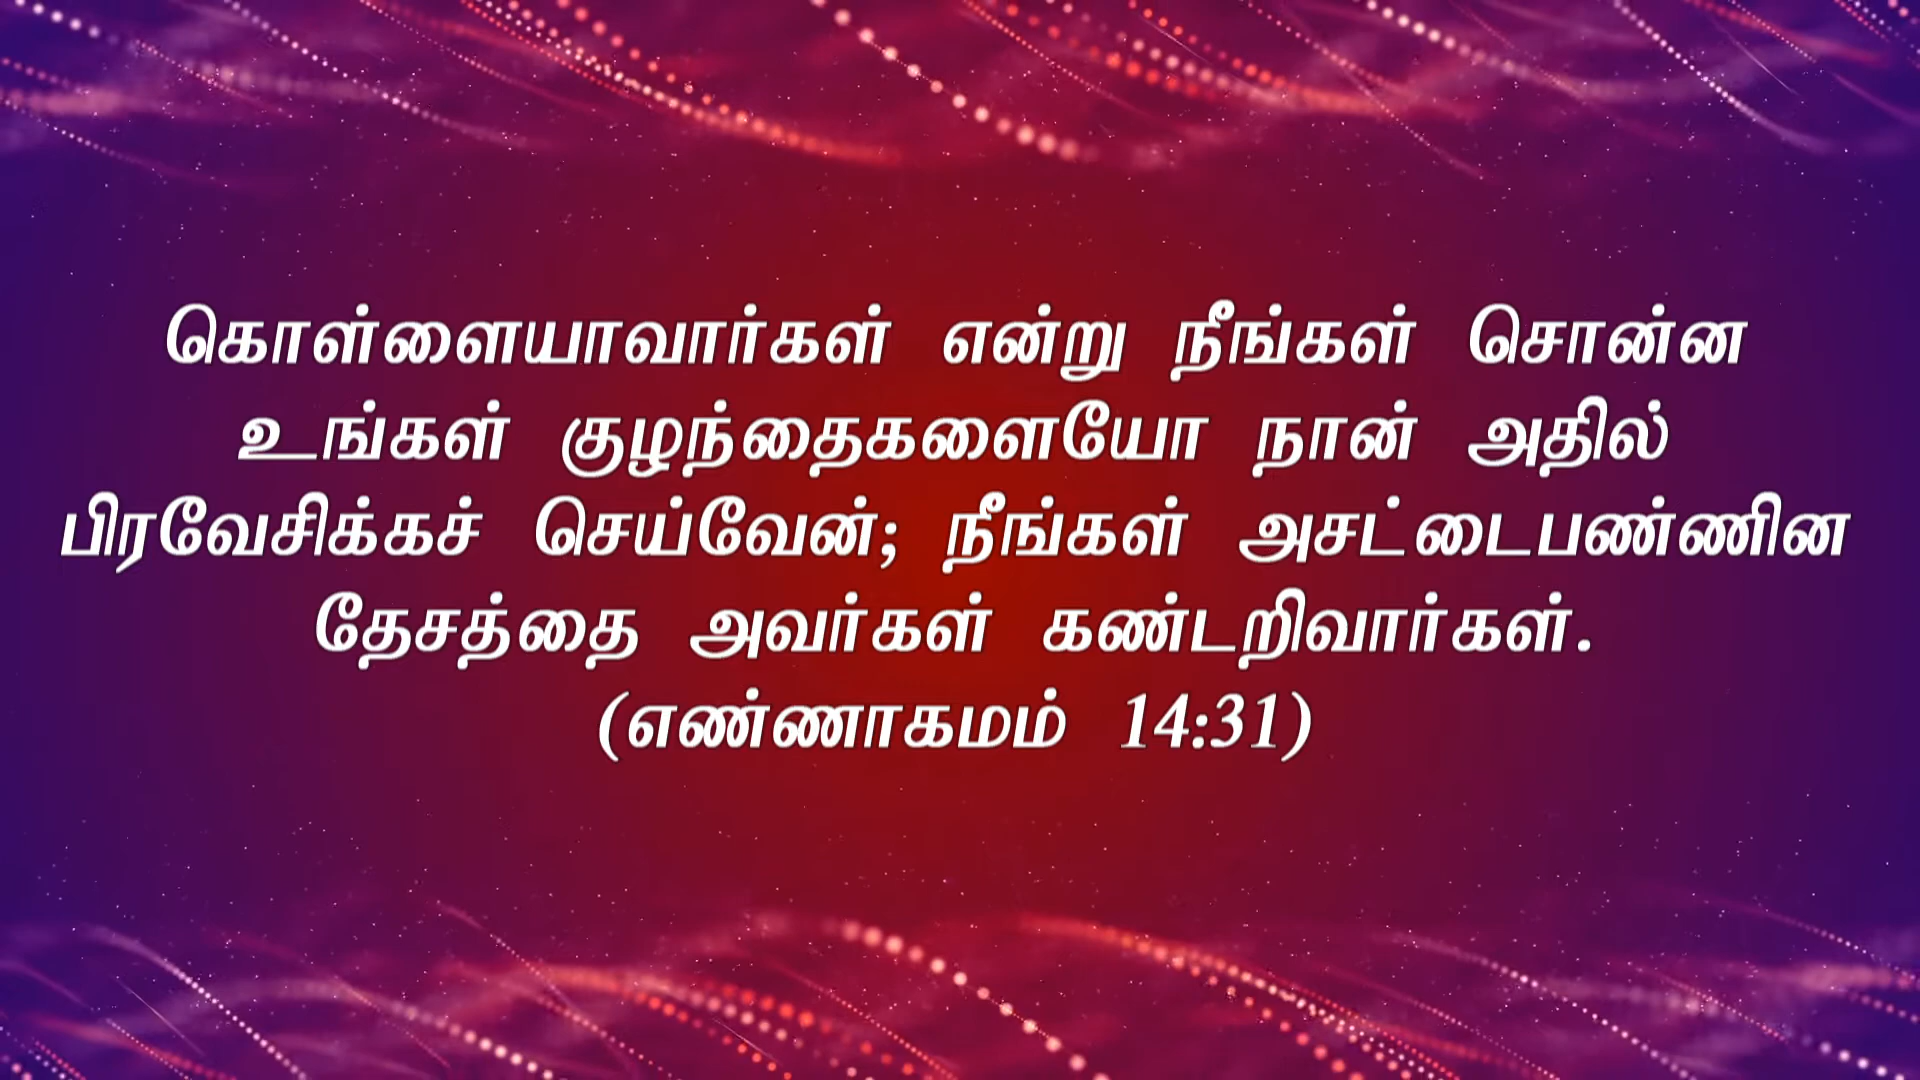 கொள்ளையாவார்கள் என்று நீங்கள் சொன்ன
உங்கள் குழந்தைகளையோ நான் அதில்
பிரவேசிக்கச் செய்வேன்; நீங்கள் அசட்டைபண்ணின
தேசத்தை அவர்கள் கண்டறிவார்கள்.
(எண்ணாகமம் 14:31)